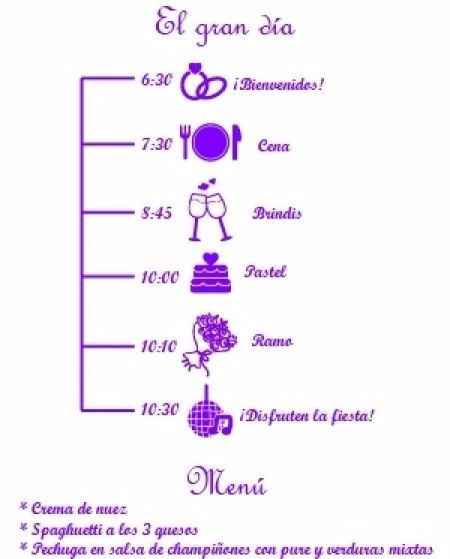 El gran día
6:30 ¡Bienvenidos!
7:30 Cena
8:45 Brindis
10:00 Pastel
10:10 Ramo
10:30 ¡Disfruten la fiesta!
Menú
* Crema de nuez
* Spaghuetti a los 3 quesos
* Pechuga en salsa de champiñones con pure y verduras mixtas